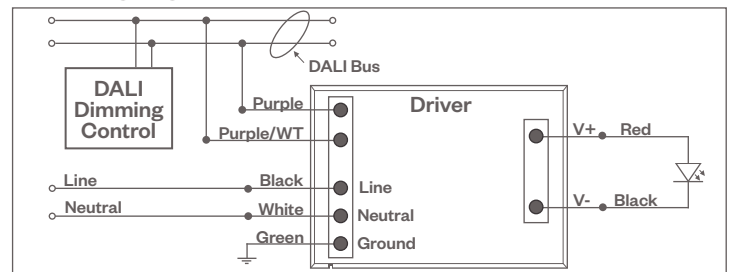 DALI Bus
DALI
Dimming
Control
Purple
Driver
Purple/WT
V+ Red
Line Black Line
Neutral White Neutral
V- Black
Green Ground